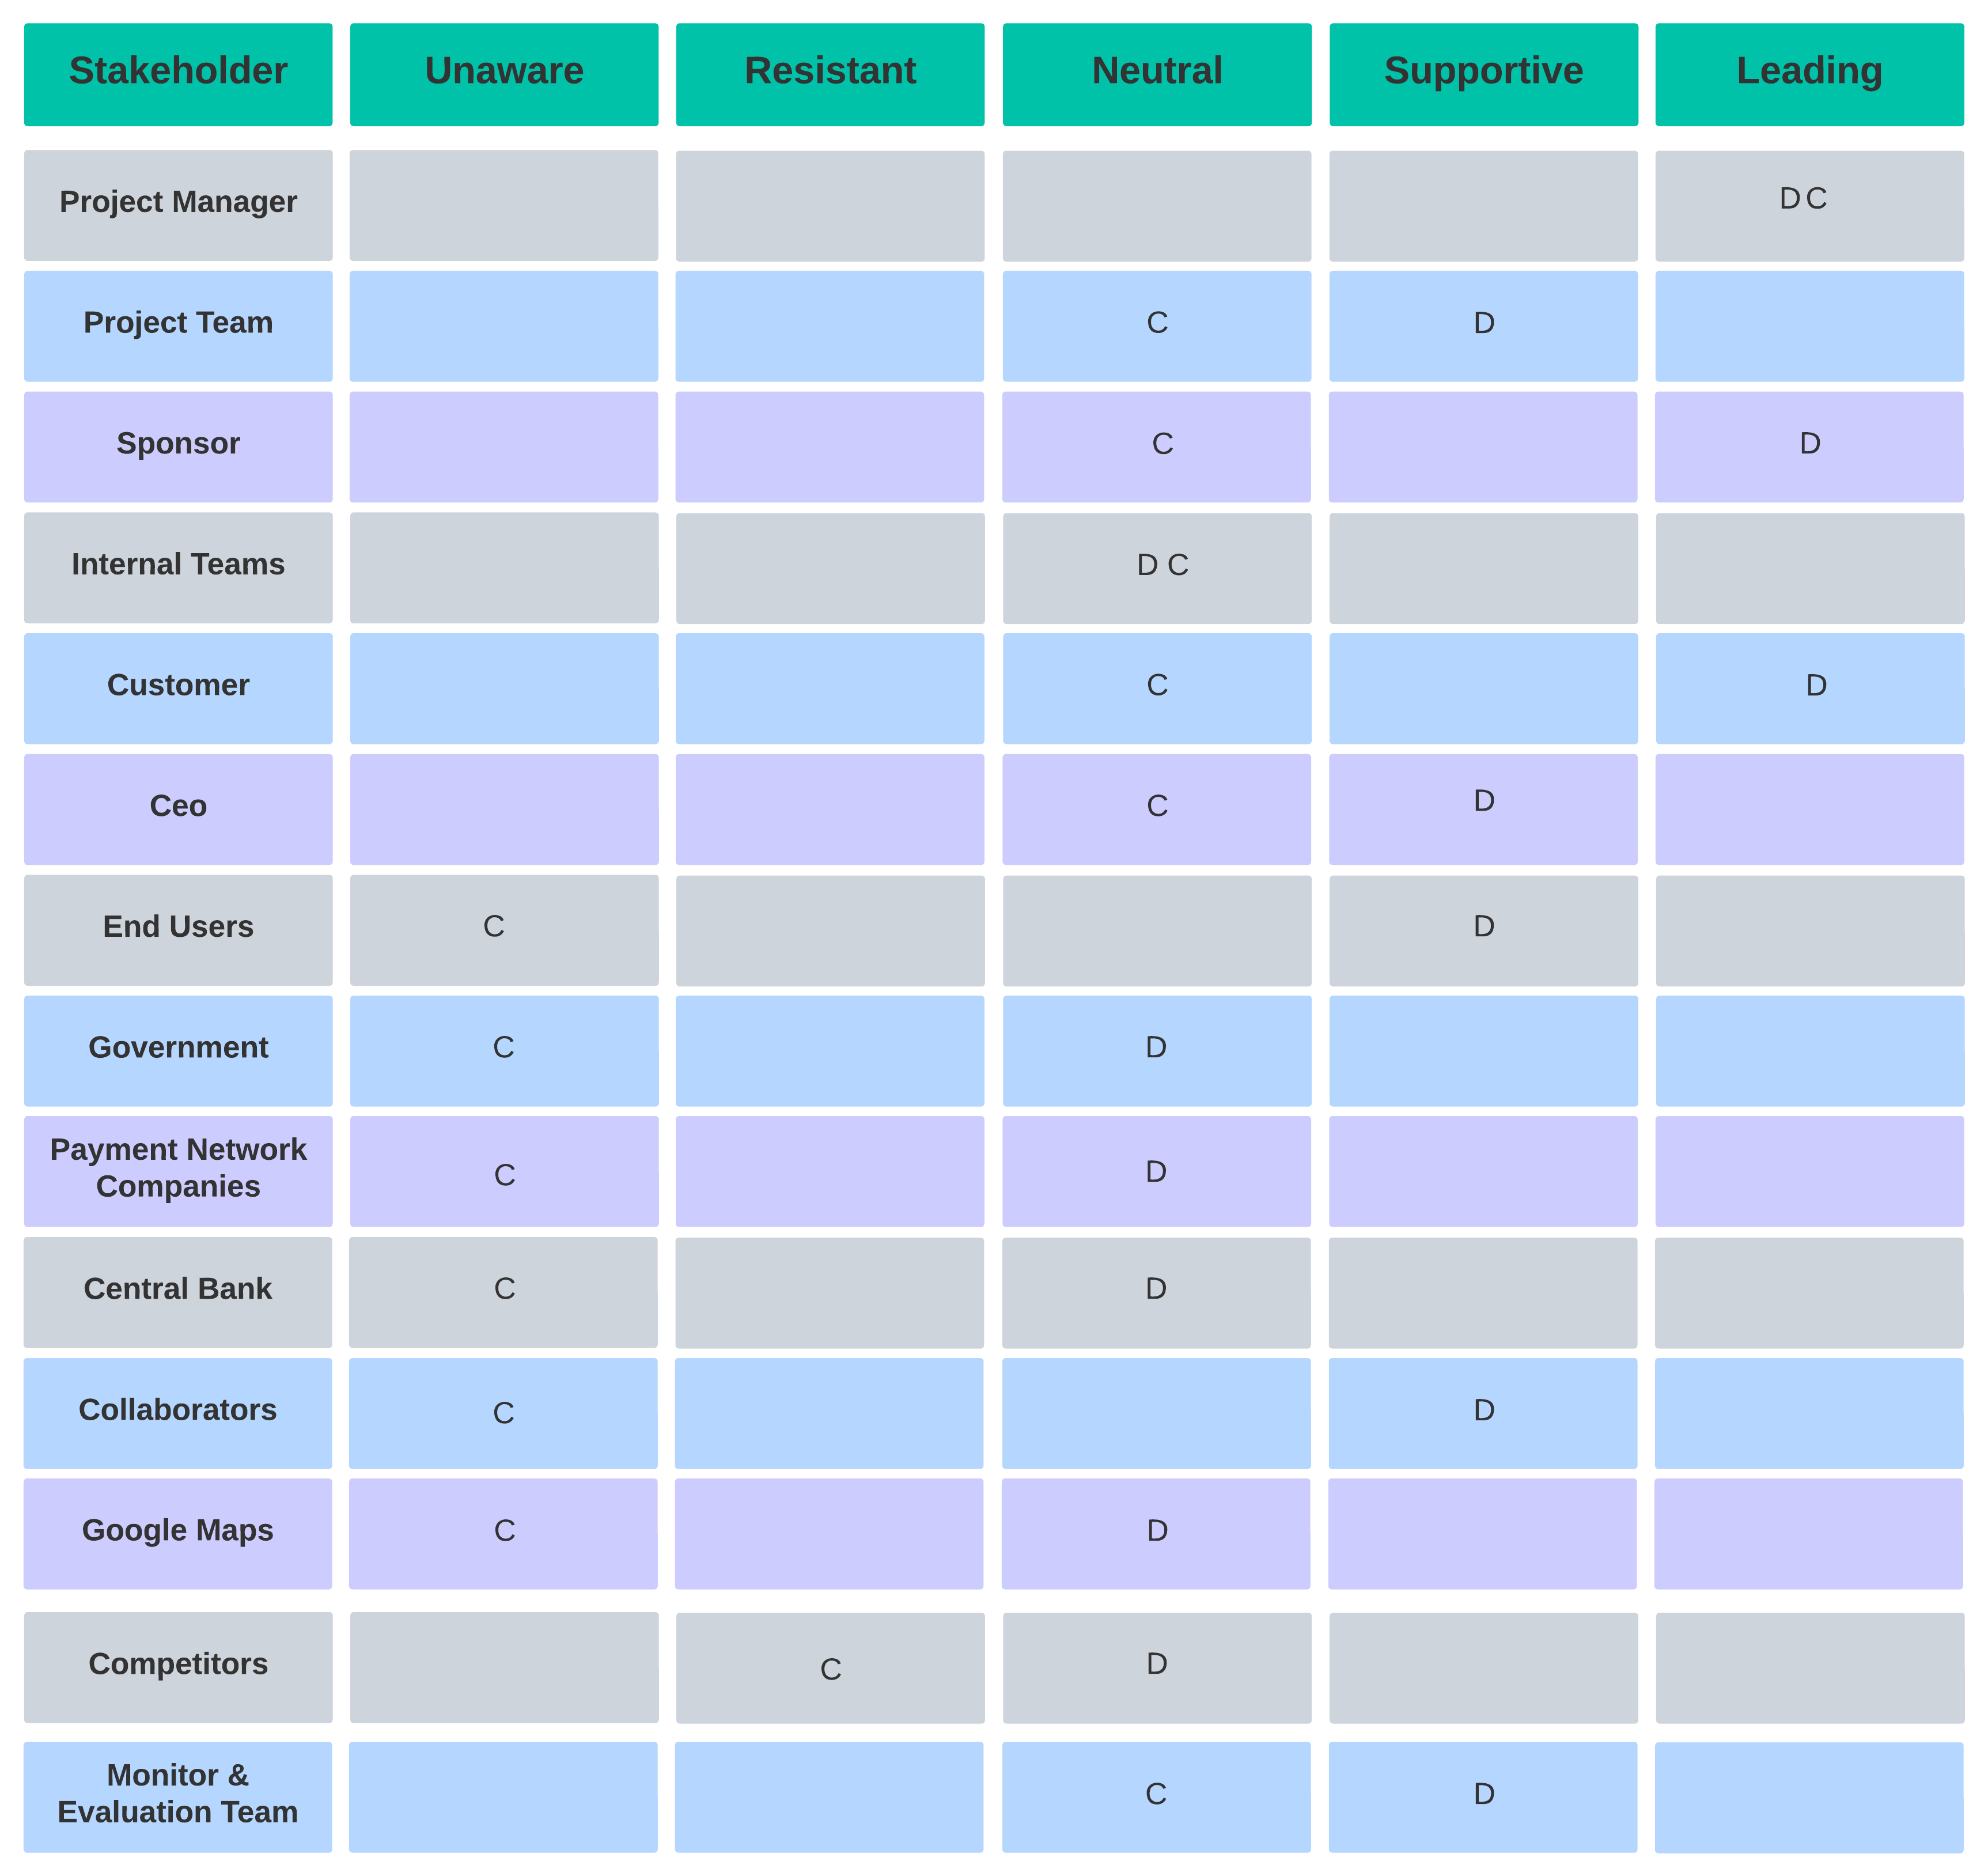 Stakeholder Unaware Resistant Neutral Supportive Leading
Project Manager D C
Project Team C D
Sponsor C D
Internal Teams D C
Customer C D
Ceo C D
End Users C D
Government C D
Payment Network
Companies C D
Central Bank C D
Collaborators C D
Google Maps C D
Competitors C D
Monitor &
Evaluation Team C D